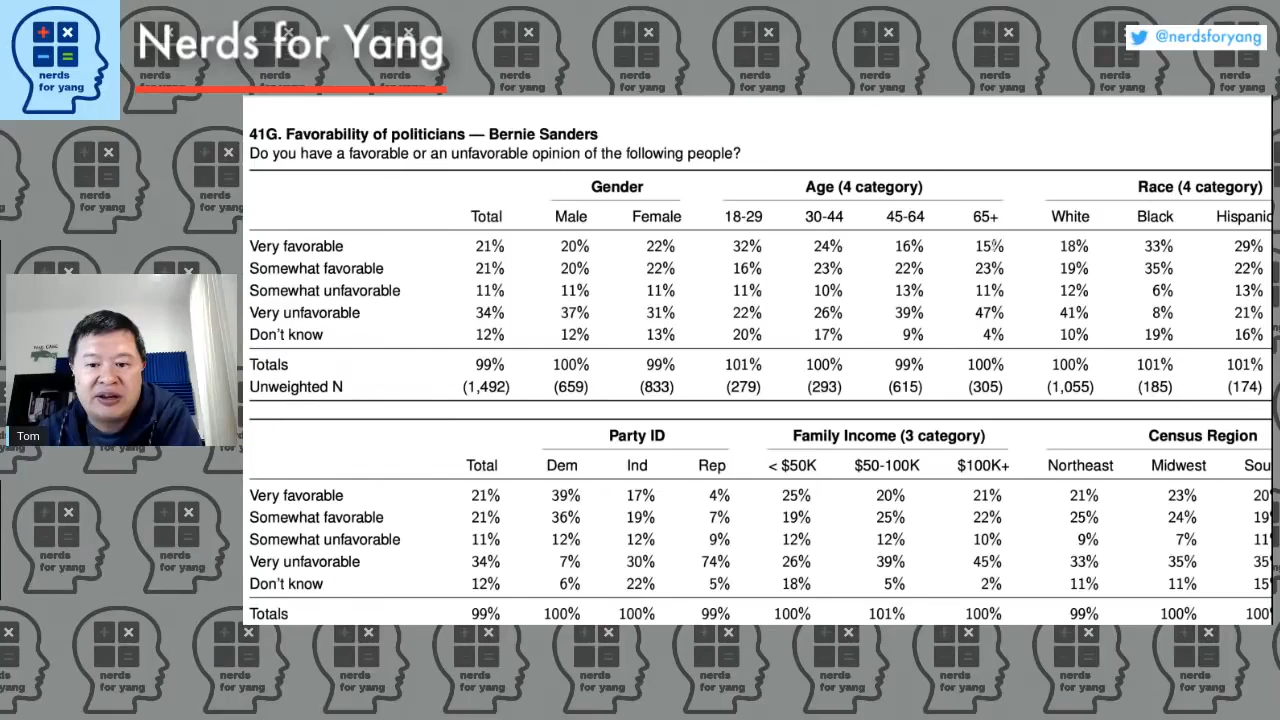 nerds
for yang
Nerds for Yang
@nerdsforyang
41G. Favorability of politicians — Bernie Sanders
Do you have a favorable or an unfavorable opinion of the following people?
Gender Age (4 category) Race (4 category)
Total Male Female 18-29 30-44 45-64 65+ White Black Hispanic
Very favorable 21% 20% 22% 32% 24% 16% 15% 18% 33% 29%
Somewhat favorable 21% 20% 22% 16% 23% 22% 23% 19% 35% 22%
Somewhat unfavorable 11% 11% 11% 11% 10% 13% 11% 12% 6% 13%
Very unfavorable 34% 37% 31% 22% 26% 39% 47% 41% 8% 17%
Don't know 12% 12% 13% 20% 17% 9% 4% 10% 19% 16%
Totals 99% 100% 99% 101% 100% 99% 100% 100% 101% 101%
Unweighted N (1,492) (659) (833) (279) (293) (615) (305) (1,055) (185) (174)
Party ID Family Income (3 category) Census Region
Total Dem Ind Rep < $50K $50-100K $100K+ Northeast Midwest Sou
Very favorable 21% 39% 17% 4% 25% 20% 21% 21% 23% 20
Somewhat favorable 21% 36% 19% 7% 19% 25% 22% 25% 24% 19
Somewhat unfavorable 11% 12% 12% 9% 12% 12% 10% 9% 7% 11
Very unfavorable 34% 7% 30% 74% 26% 39% 45% 33% 35% 35
Don't know 12% 6% 22% 5% 18% 5% 2% 11% 11% 15
Totals 99% 100% 100% 99% 100% 101% 100% 99% 100% 100
Tom